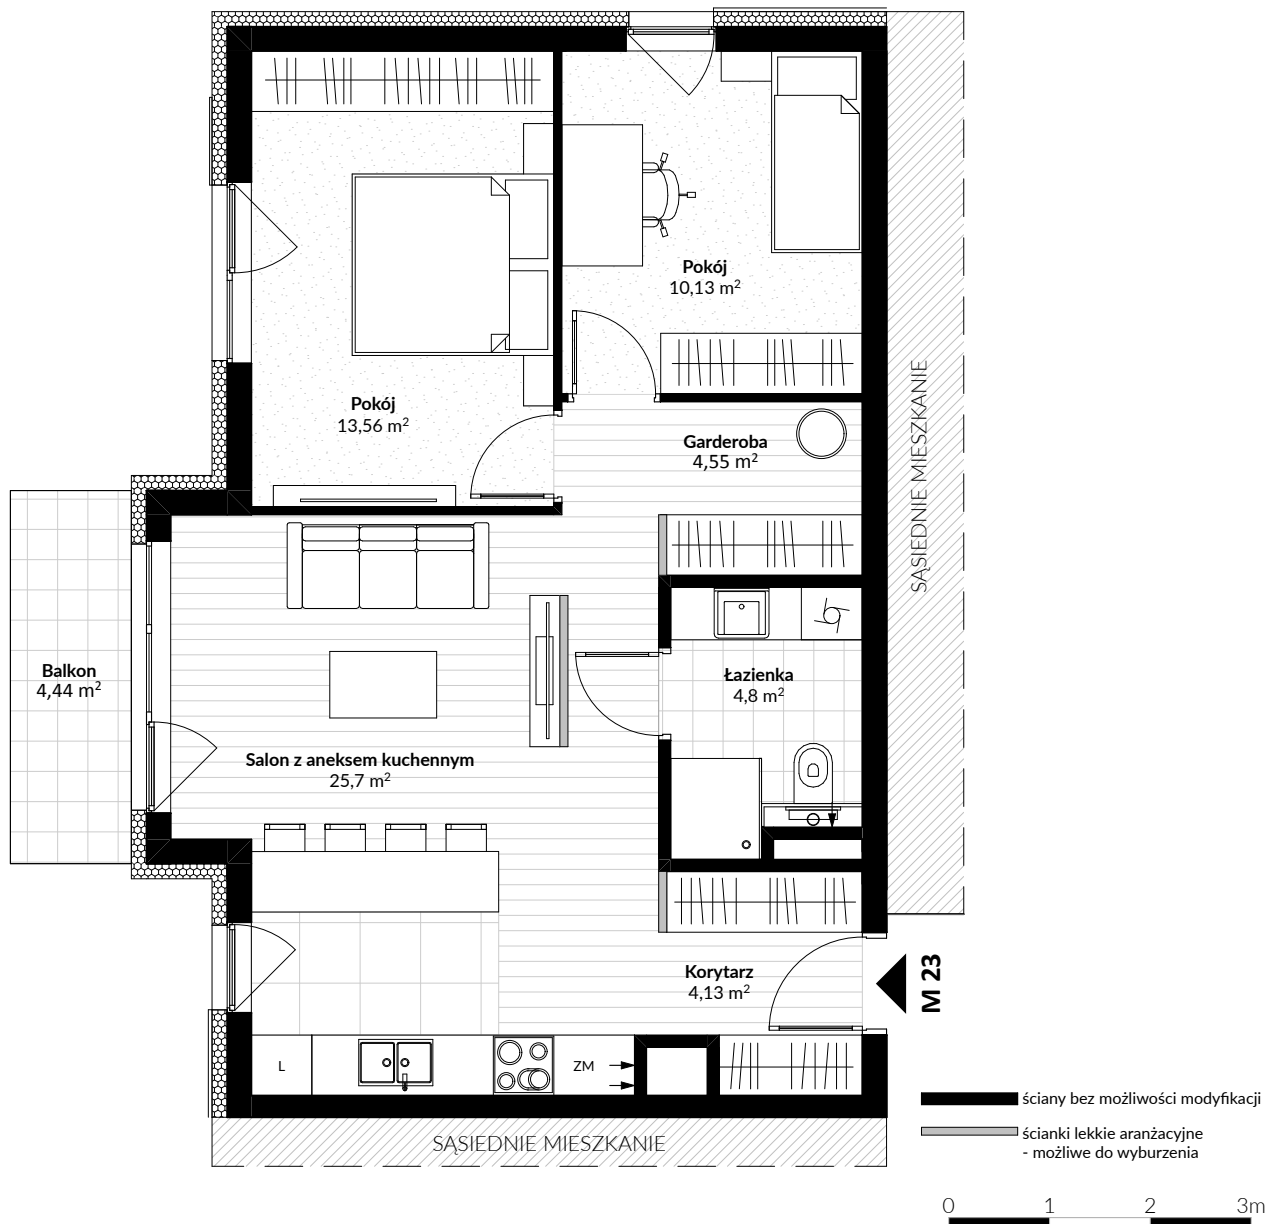 Pokój
10,13 m²
Pokój
13,56 m²
Garderoba
4,55 m²
SĄSIEDNIE MIESZKANIE
Balkon
4,44 m²
Łazienka
4,8 m²
Salon z aneksem kuchennym
25,7 m²
Korytarz
4,13 m²
M 23
L
ZM
ściany bez możliwości modyfikacji
ścianki lekkie aranżacyjne
- możliwe do wyburzenia
SĄSIEDNIE MIESZKANIE
0 1 2 3m